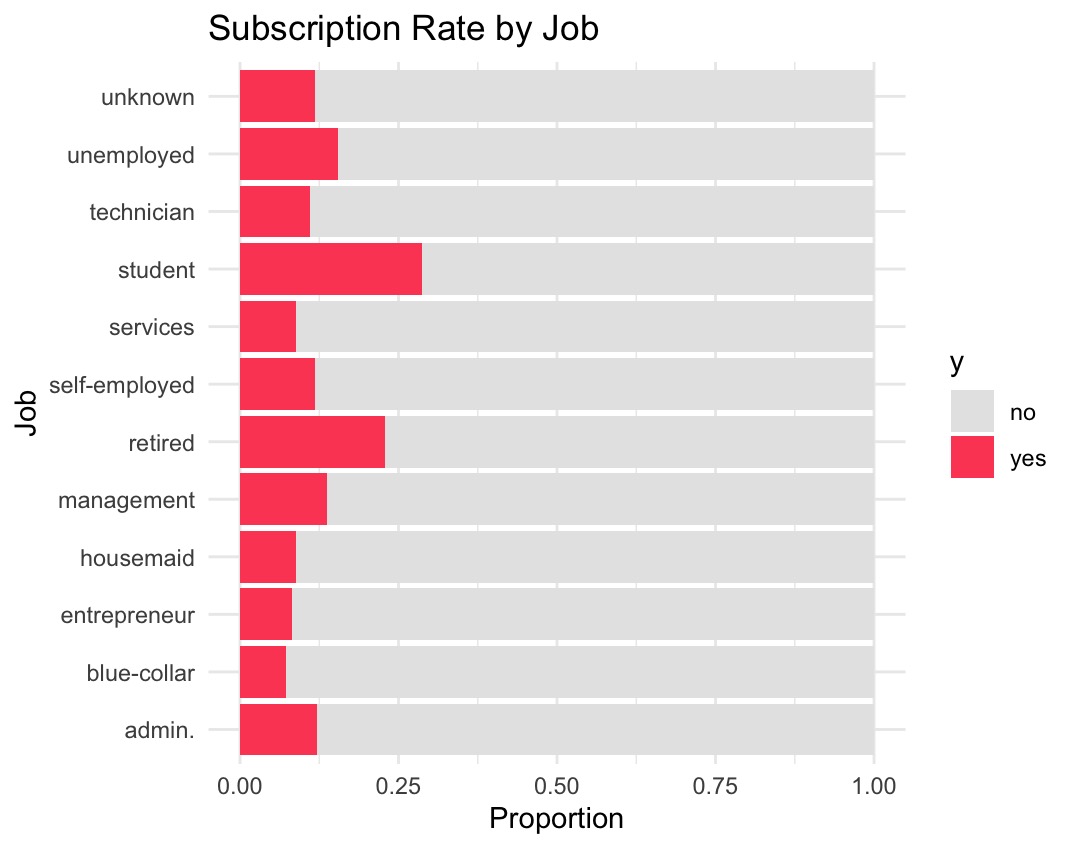 Subscription Rate by Job
unknown
unemployed
technician
student
services
self-employed
retired
management
housemaid
entrepreneur
blue-collar
admin.
Job
0.00 0.25 0.50 0.75 1.00
Proportion
y
no
yes